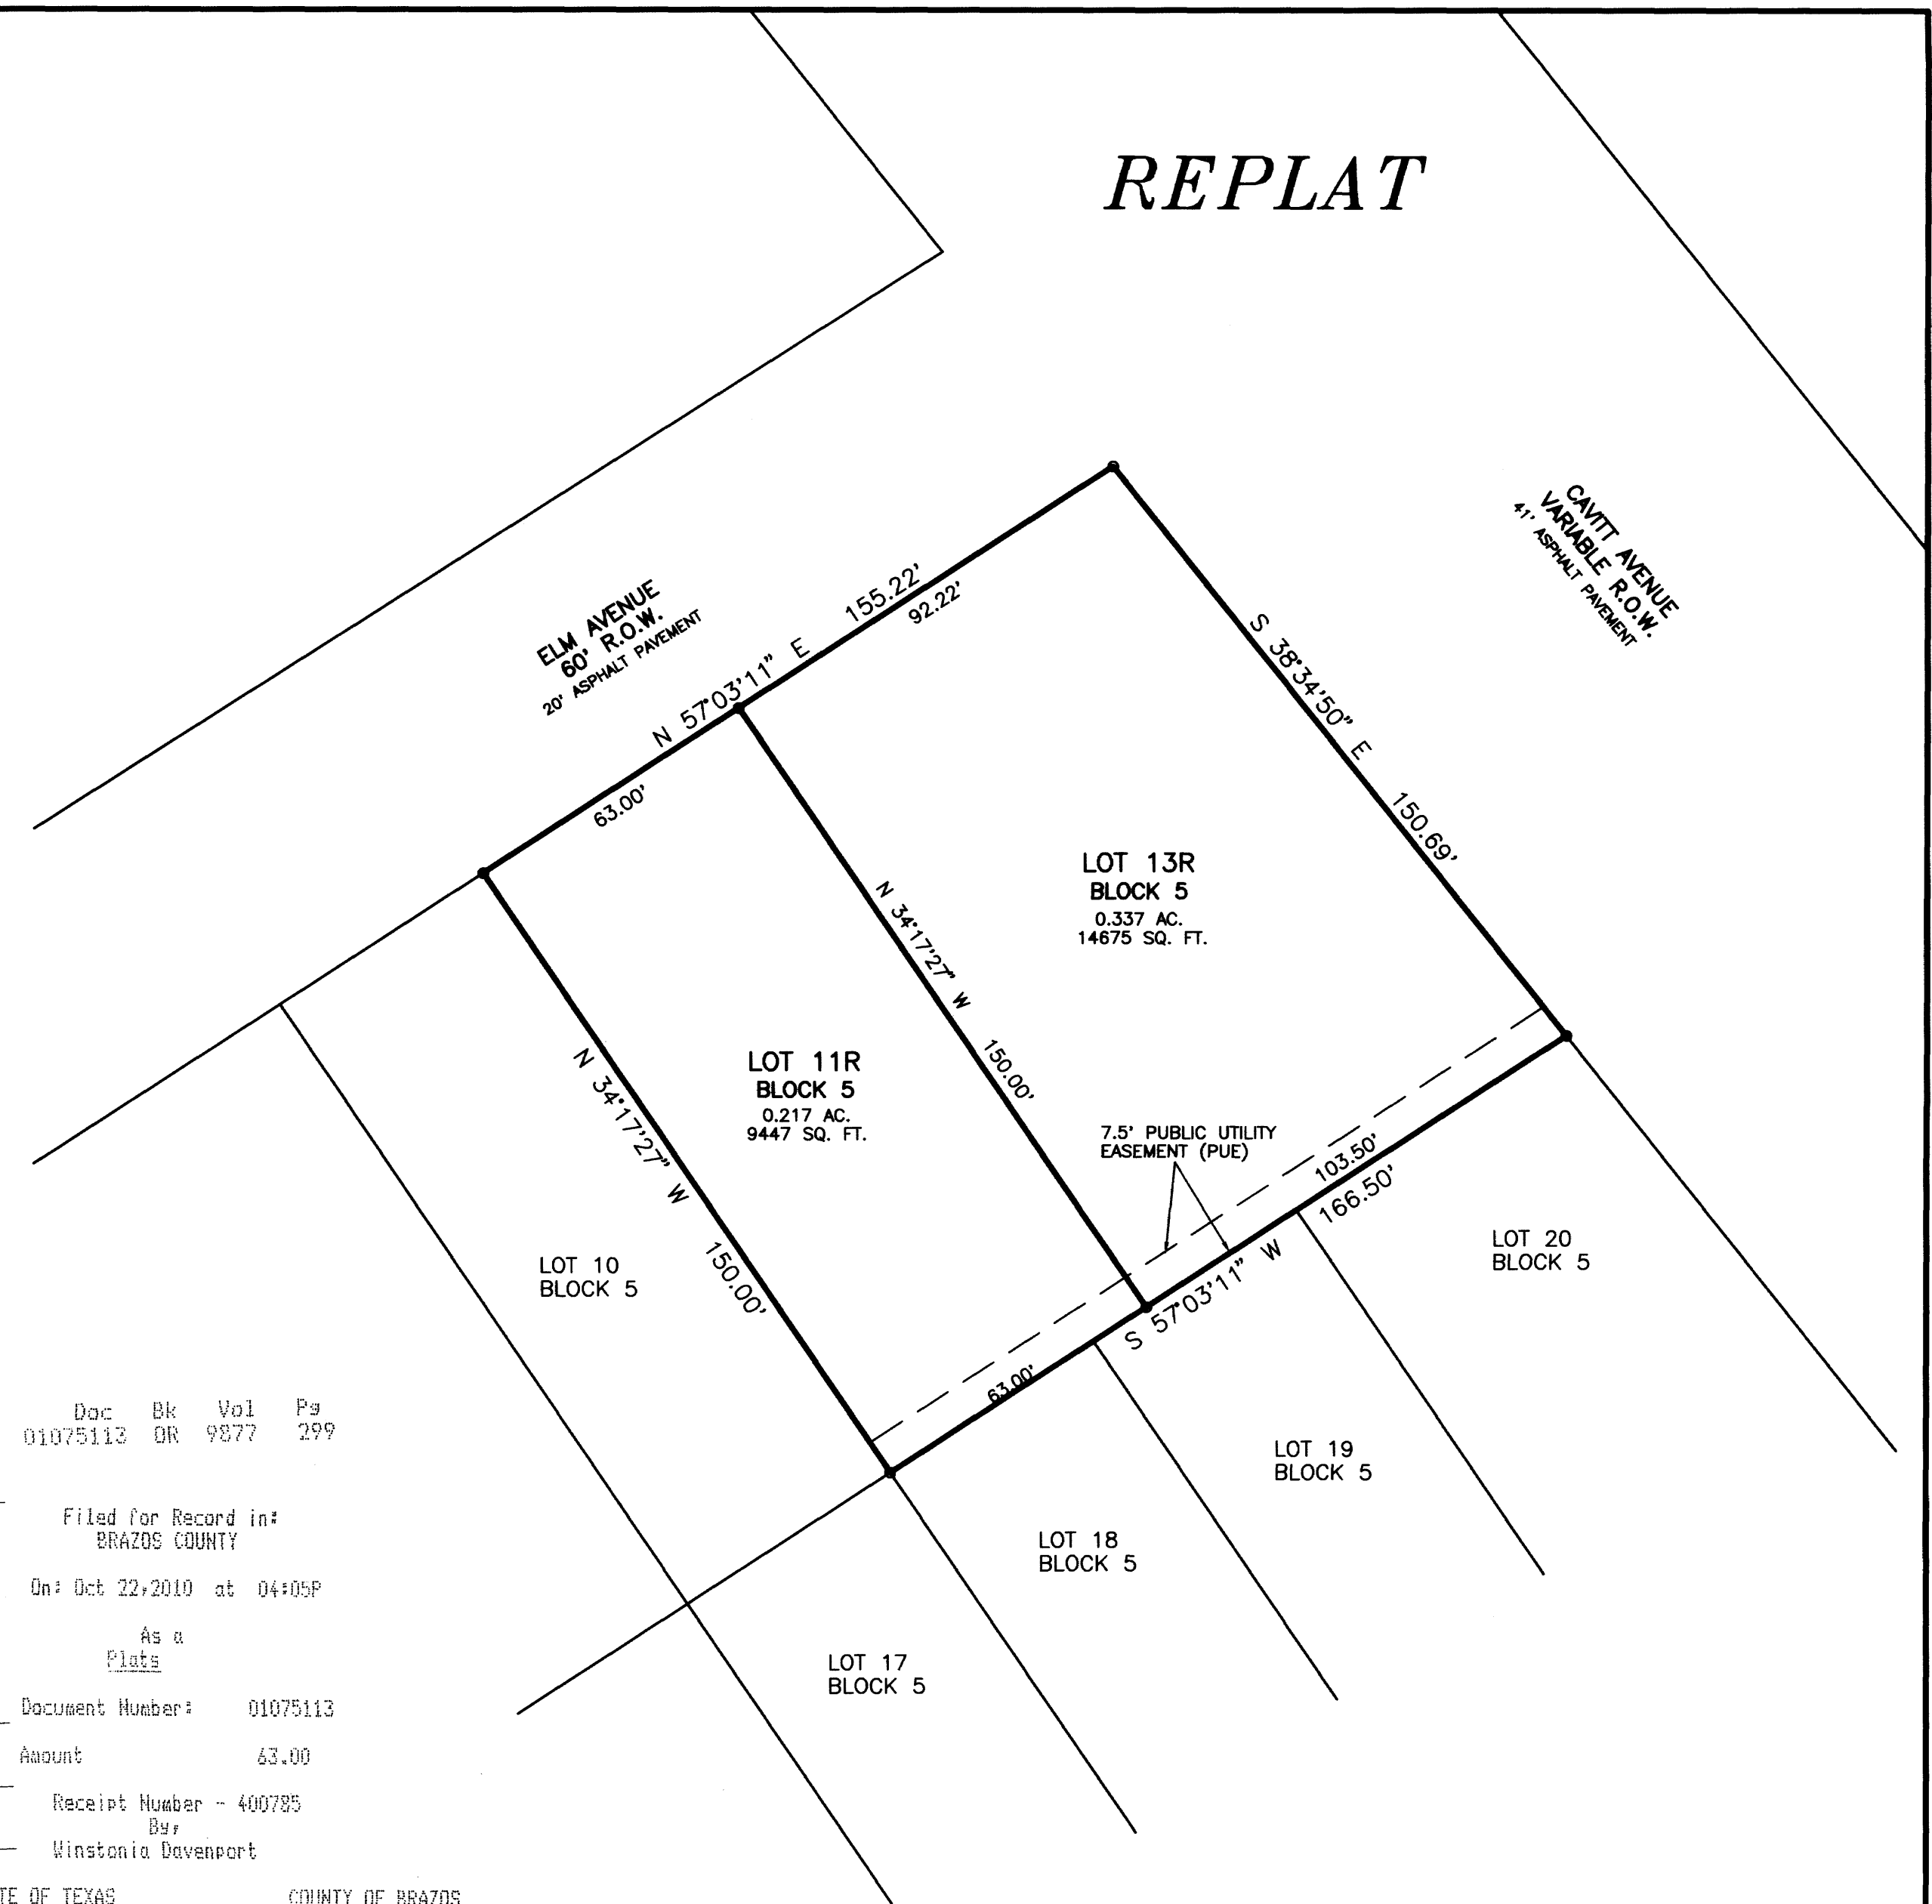 REPLAT
CAVITT AVENUE
VARIABLE R.O.W.
41' ASPHALT PAVEMENT
ELM AVENUE
60' R.O.W.
20' ASPHALT PAVEMENT
N 57°03'11" E 155.22'
92.22'
63.00'
S 38°34'50" E 150.69'
LOT 13R
BLOCK 5
0.337 AC.
14675 SQ. FT.
N 34°17'27" W 150.00'
LOT 11R
BLOCK 5
0.217 AC.
9447 SQ. FT.
N 34°17'27" W 150.00'
7.5' PUBLIC UTILITY
EASEMENT (PUE)
103.50'
S 57°03'11" W 166.50'
63.00'
LOT 10
BLOCK 5
LOT 20
BLOCK 5
LOT 19
BLOCK 5
LOT 18
BLOCK 5
LOT 17
BLOCK 5
Doc Bk Vol Pg
01075113 OR 9877 299
Filed for Record in:
BRAZOS COUNTY
On: Oct 22,2010 at 04:05P
As a
Plats
Document Number: 01075113
Amount 63.00
Receipt Number - 400785
By,
Winstonia Davenport
TE OF TEXAS COUNTY OF BRAZOS